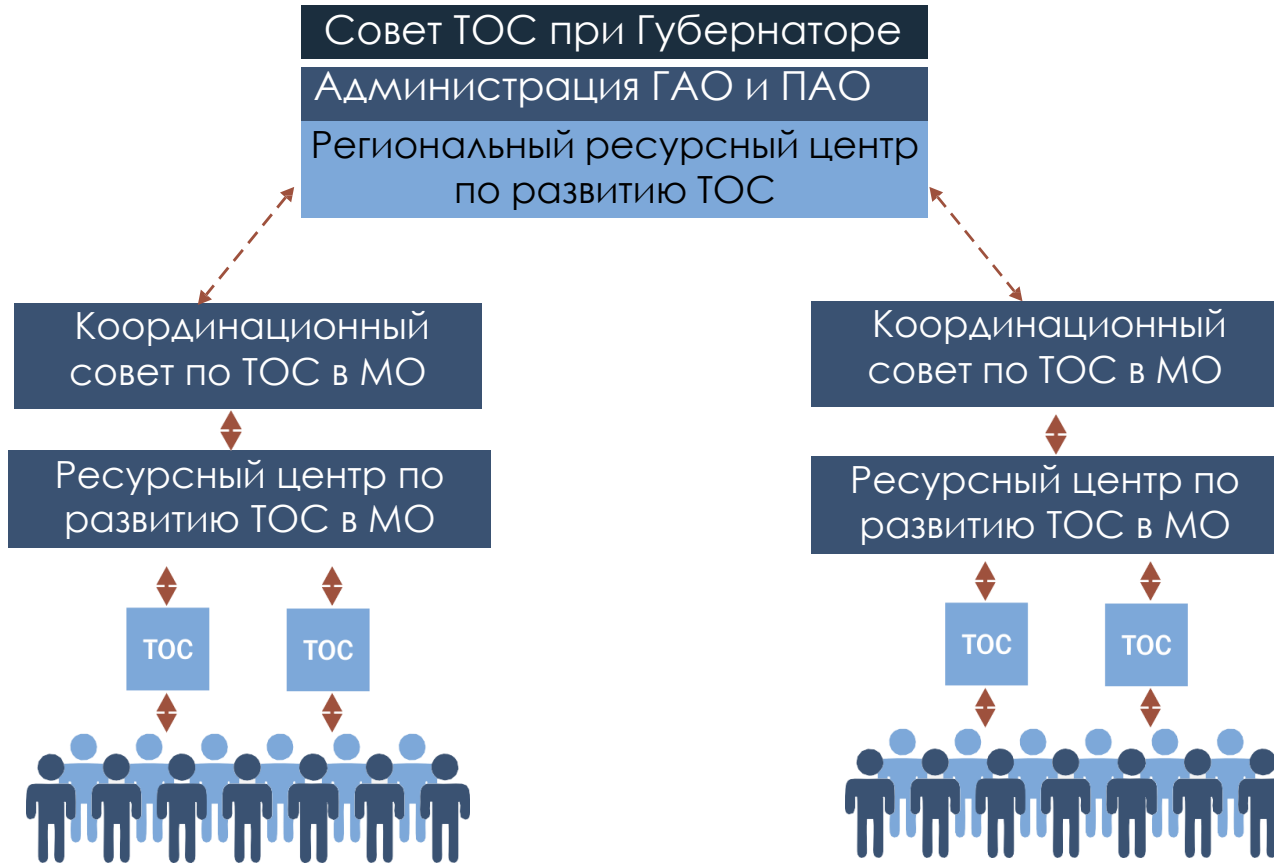 Совет ТОС при Губернаторе
Администрация ГАО и ПАО
Региональный ресурсный центр
по развитию ТОС
Координационный
совет по ТОС в МО
Координационный
совет по ТОС в МО
Ресурсный центр по
развитию ТОС в МО
Ресурсный центр по
развитию ТОС в МО
ТОС
ТОС
ТОС
ТОС